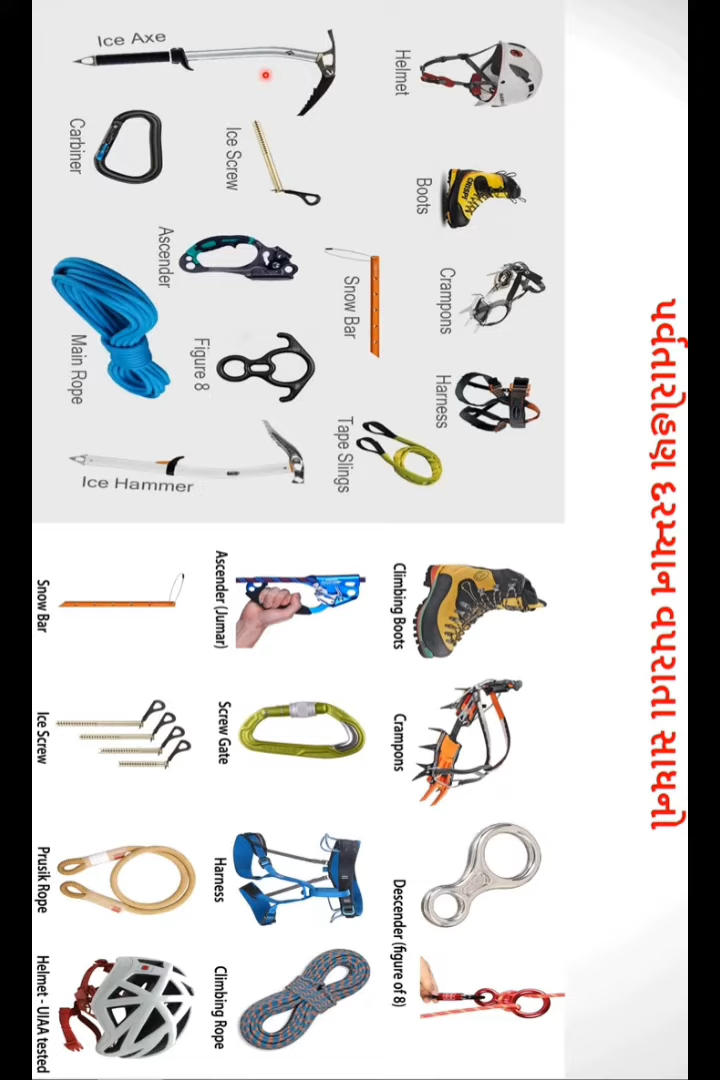 પર્વતારોહણ દરમ્યાન વપરાતા સાધનો
Helmet
Boots
Crampons
Harness
Ice Screw
Snow Bar
Tape Slings
Ice Axe
Carbiner
Ascender
Figure 8
Main Rope
Ice Hammer
Climbing Boots
Crampons
Descender (figure of 8)
Ascender (Jumar)
Screw Gate
Harness
Climbing Rope
Snow Bar
Ice Screw
Prusik Rope
Helmet - UIAA tested